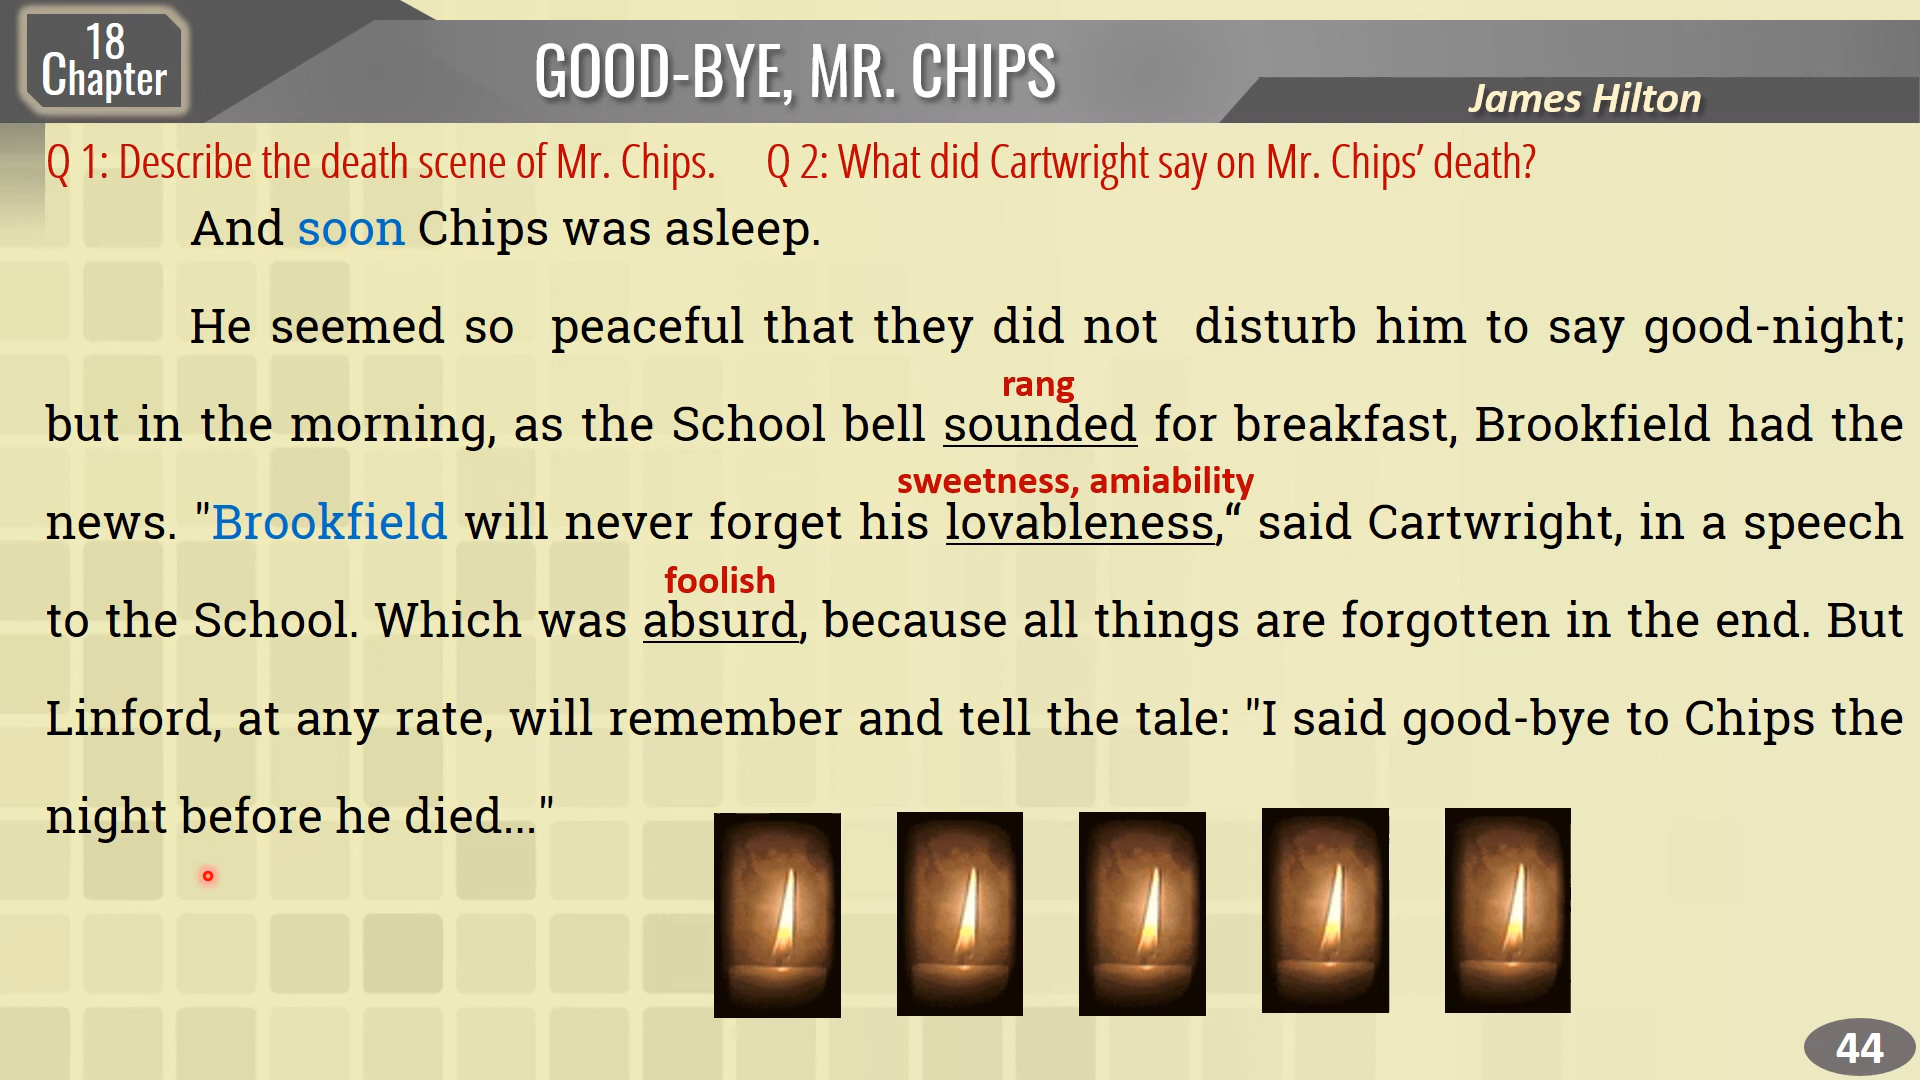 18
Chapter
GOOD-BYE, MR. CHIPS
James Hilton
Q 1: Describe the death scene of Mr. Chips. Q 2: What did Cartwright say on Mr. Chips’ death?
And soon Chips was asleep.
He seemed so peaceful that they did not disturb him to say good-night;
rang
but in the morning, as the School bell sounded for breakfast, Brookfield had the
sweetness, amiability
news. "Brookfield will never forget his lovableness,“ said Cartwright, in a speech
foolish
to the School. Which was absurd, because all things are forgotten in the end. But
Linford, at any rate, will remember and tell the tale: "I said good-bye to Chips the
night before he died..."
44